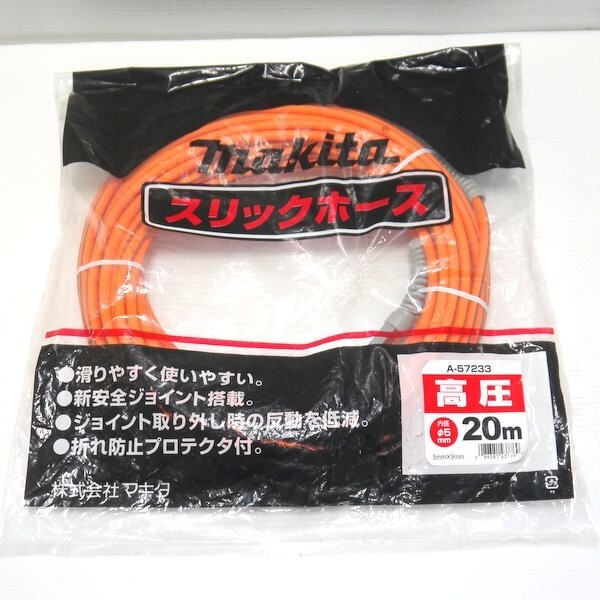 makita
スリックホース
●滑りやすく使いやすい。
●新安全ジョイント搭載。
●ジョイント取り外し時の反動を低減。
●折れ防止プロテクタ付。
株式会社マキタ
A-57233
高圧
内径
φ5
mm
20m
5mm×9mm